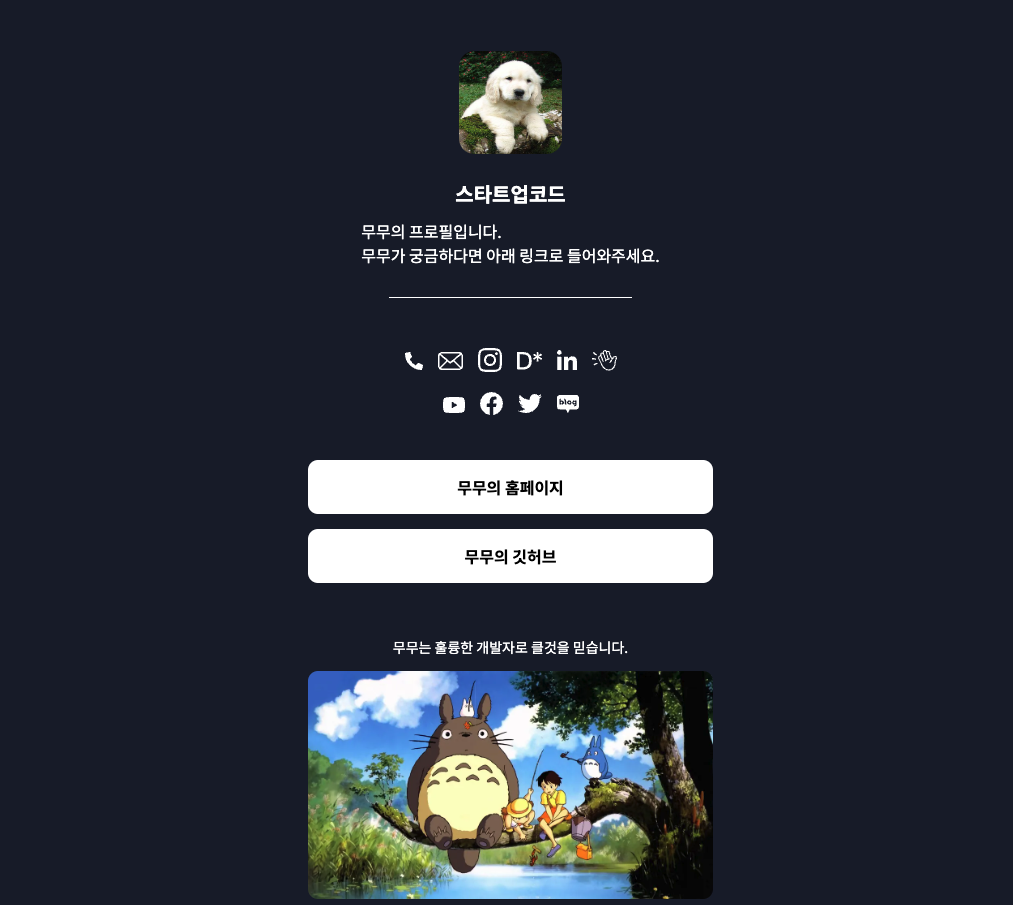 스타트업코드
무무의 프로필입니다.
무무가 궁금하다면 아래 링크로 들어와주세요.
D* in
blog
무무의 홈페이지
무무의 깃허브
무무는 훌륭한 개발자로 클것을 믿습니다.